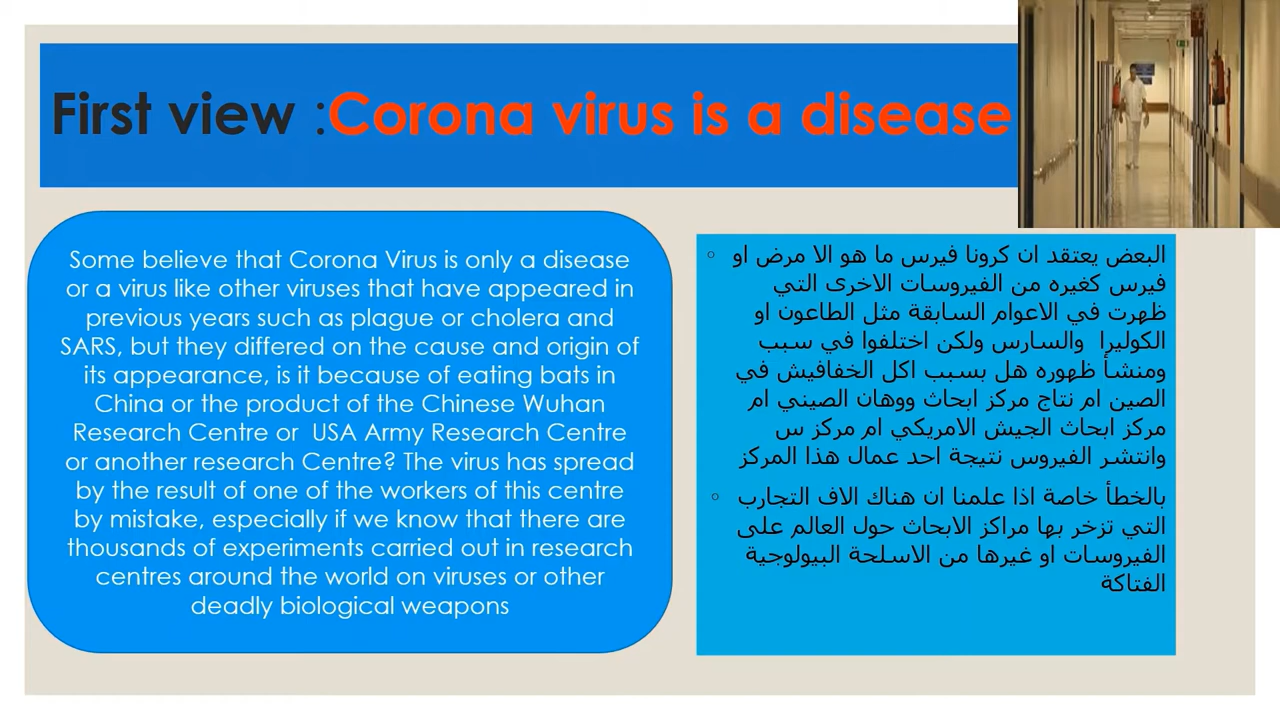 First view :Corona virus is a disease
Some believe that Corona Virus is only a disease
or a virus like other viruses that have appeared in
previous years such as plague or cholera and
SARS, but they differed on the cause and origin of
its appearance, is it because of eating bats in
China or the product of the Chinese Wuhan
Research Centre or  USA Army Research Centre
or another research Centre? The virus has spread
by the result of one of the workers of this centre
by mistake, especially if we know that there are
thousands of experiments carried out in research
centres around the world on viruses or other
deadly biological weapons
البعض يعتقد ان كرونا فيرس ما هو الا مرض او
فيرس كغيره من الفيروسات الاخرى التي
ظهرت في الاعوام السابقة مثل الطاعون او
الكوليرا  والسارس ولكن اختلفوا في سبب
ومنشأ ظهوره هل بسبب اكل الخفافيش في
الصين ام نتاج مركز ابحاث ووهان الصيني ام
مركز ابحاث الجيش الامريكي ام مركز س
وانتشر الفيروس نتيجة احد عمال هذا المركز
بالخطأ خاصة اذا علمنا ان هناك الاف التجارب
التي تزخر بها مراكز الابحاث حول العالم على
الفيروسات او غيرها من الاسلحة البيولوجية
الفتاكة